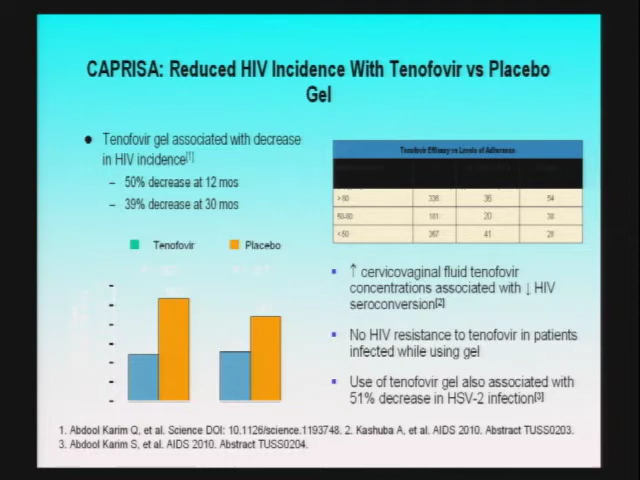 CAPRISA: Reduced HIV Incidence With Tenofovir vs Placebo
Gel
● Tenofovir gel associated with decrease
in HIV incidence[1]
– 50% decrease at 12 mos
– 39% decrease at 30 mos
Tenofovir Placebo
Tenofovir Efficacy vs Levels of Adherence
> 80 336 36 54
50-80 181 20 38
< 50 367 41 28
▪ ↑ cervicovaginal fluid tenofovir
concentrations associated with ↓ HIV
seroconversion[2]
▪ No HIV resistance to tenofovir in patients
infected while using gel
▪ Use of tenofovir gel also associated with
51% decrease in HSV-2 infection[3]
1. Abdool Karim Q, et al. Science DOI: 10.1126/science.1193748. 2. Kashuba A, et al. AIDS 2010. Abstract TUSS0203.
3. Abdool Karim S, et al. AIDS 2010. Abstract TUSS0204.